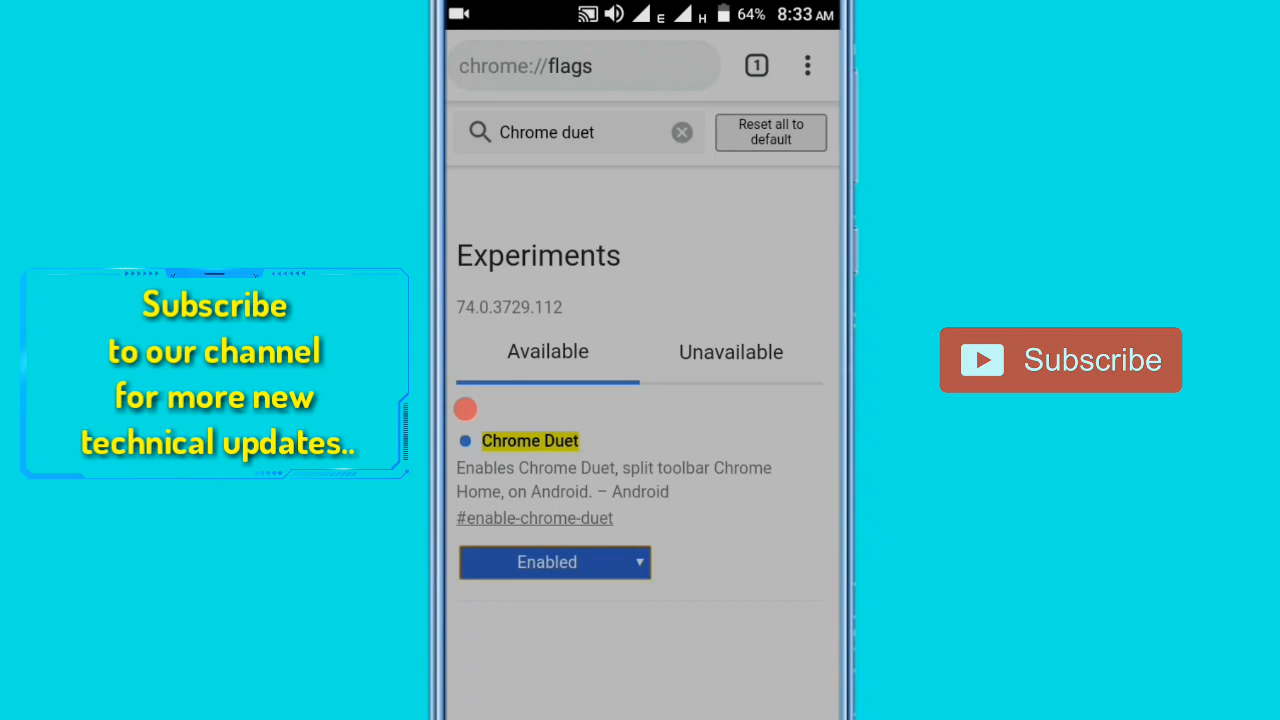 E H 64% 8:33 AM
chrome://flags 1
Chrome duet
Reset all to
default
Experiments
74.0.3729.112
Available Unavailable
Chrome Duet
Enables Chrome Duet, split toolbar Chrome
Home, on Android. – Android
#enable-chrome-duet
Enabled
Subscribe
to our channel
for more new
technical updates..
Subscribe